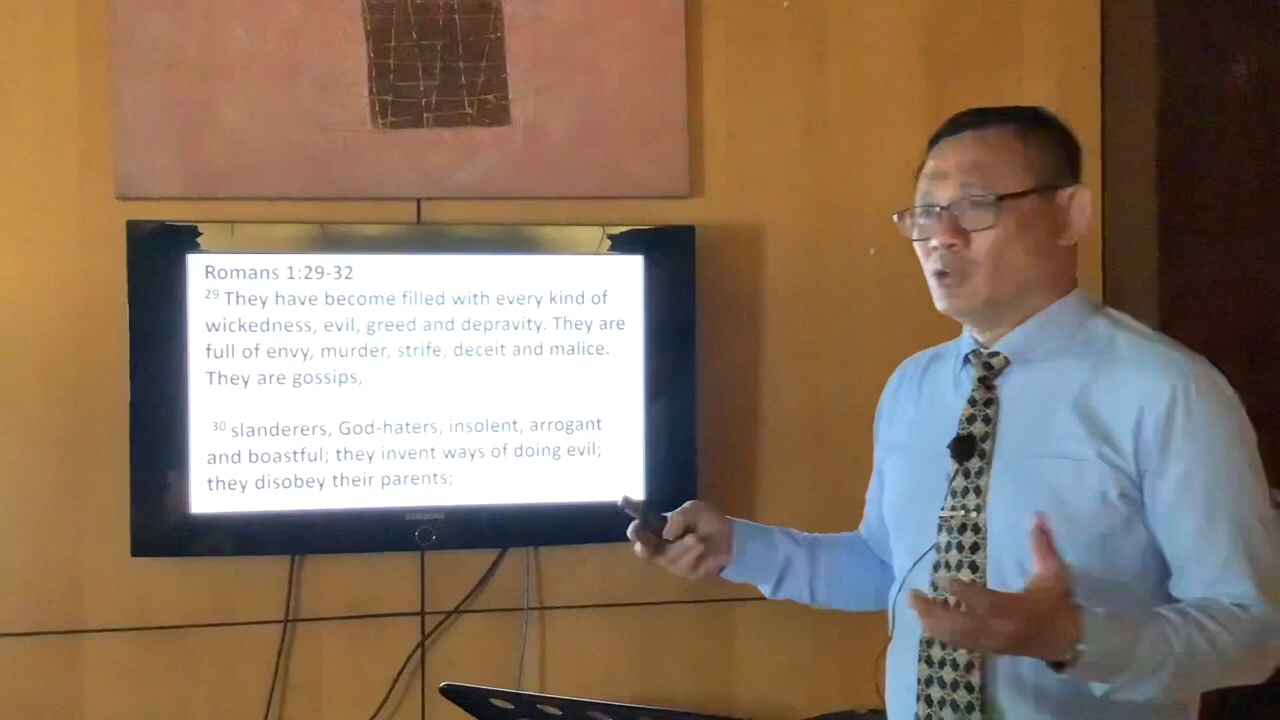 Romans 1:29-32
29 They have become filled with every kind of
wickedness, evil, greed and depravity. They are
full of envy, murder, strife, deceit and malice.
They are gossips,
30 slanderers, God-haters, insolent, arrogant
and boastful; they invent ways of doing evil;
they disobey their parents;
SAMSUNG